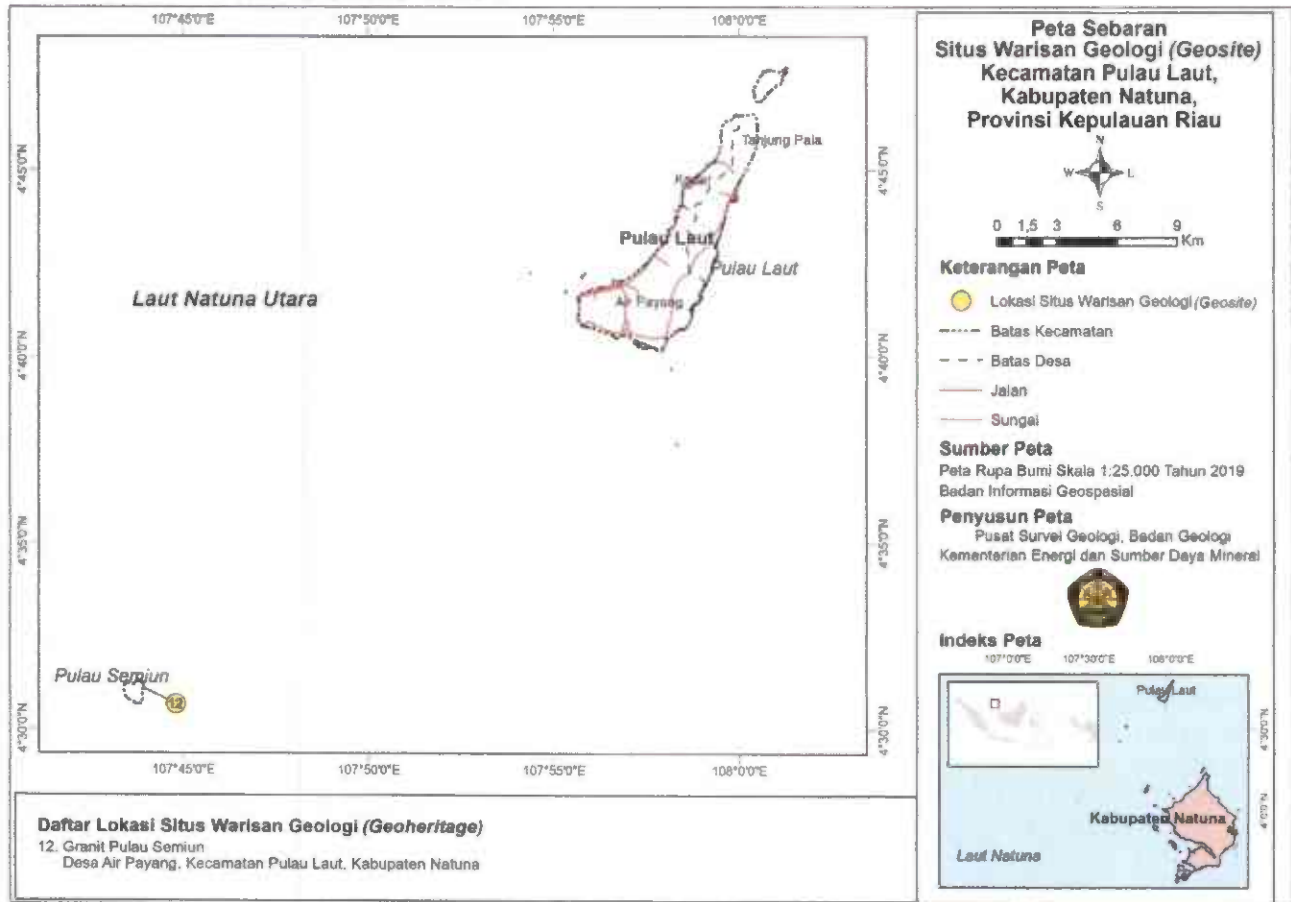 107°45'0"E 107°50'0"E 107°55'0"E 108°0'0"E
4°45'0"N
4°40'0"N
4°35'0"N
4°30'0"N
Tanjung Pala
Pulau Laut
Pulau Laut
Air Payang
Laut Natuna Utara
Pulau Semiun
12
4°45'0"N
4°40'0"N
4°35'0"N
4°30'0"N
107°45'0"E 107°50'0"E 107°55'0"E 108°0'0"E
Daftar Lokasi Situs Warisan Geologi (Geoheritage)
12. Granit Pulau Semiun
Desa Air Payang, Kecamatan Pulau Laut, Kabupaten Natuna
Peta Sebaran
Situs Warisan Geologi (Geosite)
Kecamatan Pulau Laut,
Kabupaten Natuna,
Provinsi Kepulauan Riau
N
W L
S
0 1,5 3 6 9
Km
Keterangan Peta
Lokasi Situs Warisan Geologi (Geosite)
Batas Kecamatan
Batas Desa
Jalan
Sungai
Sumber Peta
Peta Rupa Bumi Skala 1:25.000 Tahun 2019
Badan Informasi Geospasial
Penyusun Peta
Pusat Survei Geologi, Badan Geologi
Kementerian Energi dan Sumber Daya Mineral
Indeks Peta
107°0'0"E 107°30'0"E 108°0'0"E
Pulau Laut
4°30'0"N
4°0'0"N
Kabupaten Natuna
Laut Natuna